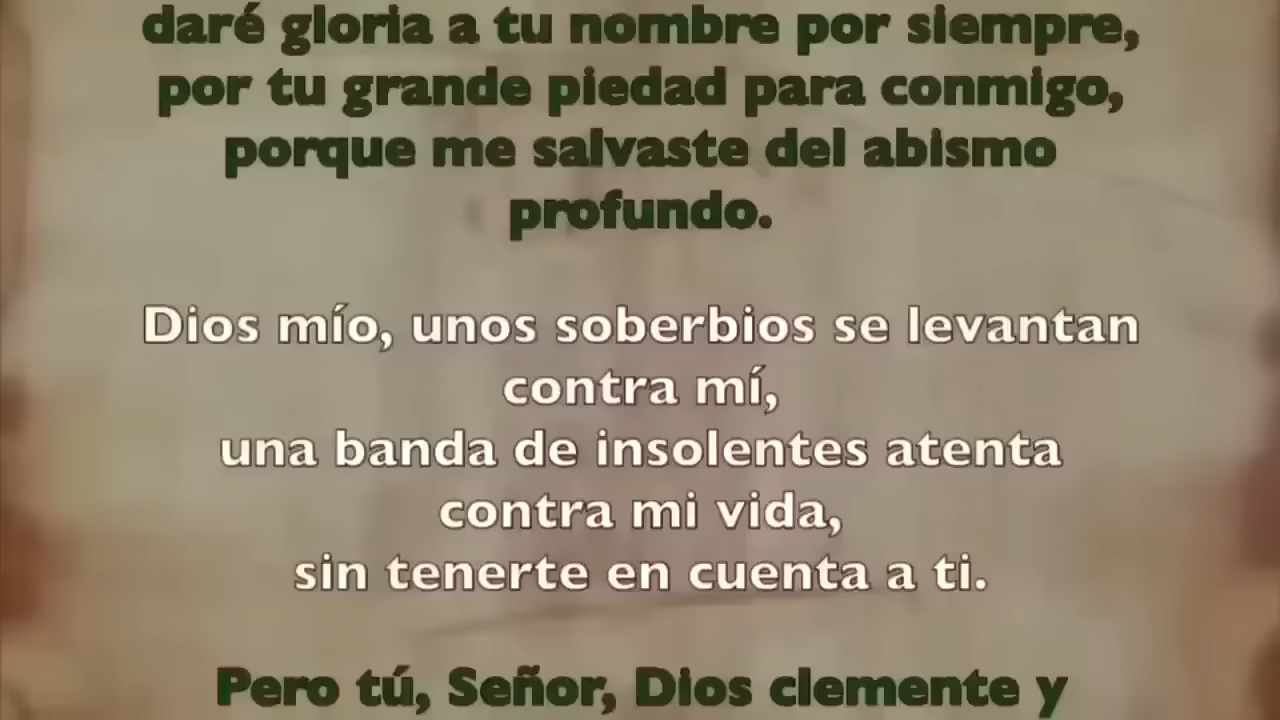 daré gloria a tu nombre por siempre,
por tu grande piedad para conmigo,
porque me salvaste del abismo
profundo.
Dios mío, unos soberbios se levantan
contra mí,
una banda de insolentes atenta
contra mi vida,
sin tenerte en cuenta a ti.
Pero tú, Señor, Dios clemente y